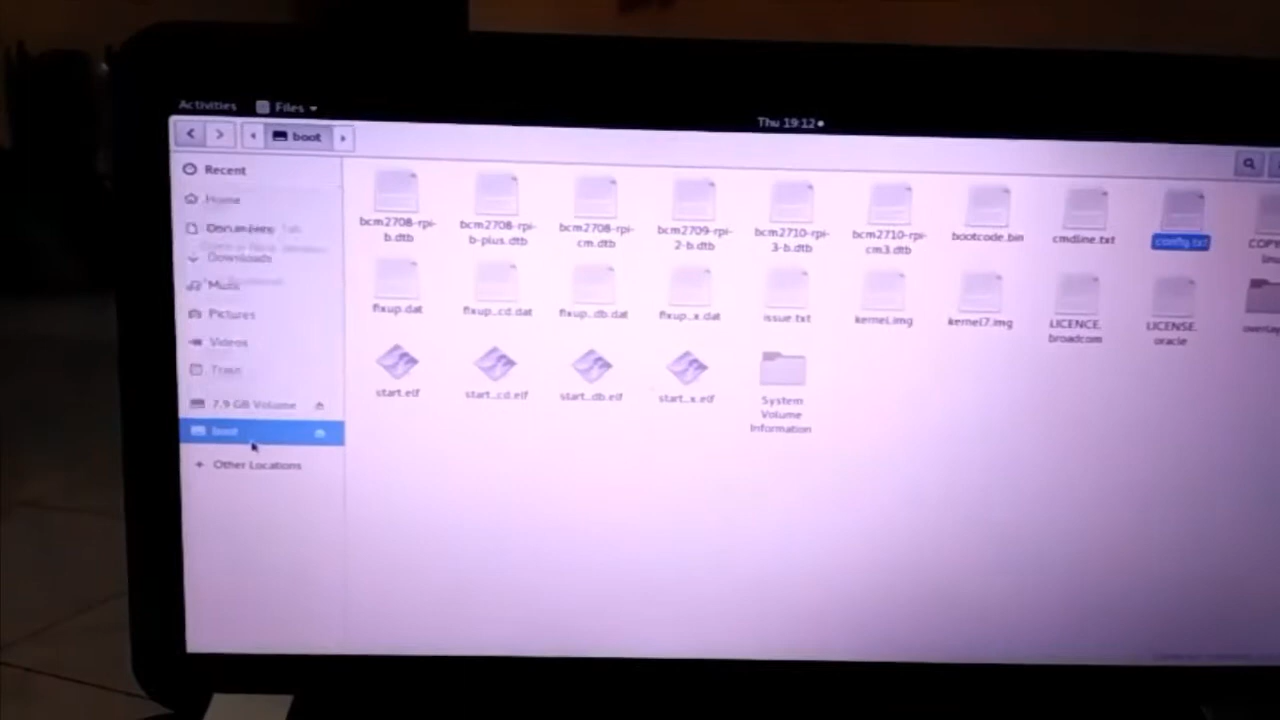 Activities Files
Thu 19:12
boot
Recent
Home
Documents
Downloads
Music
Pictures
Videos
Trash
7.9 GB Volume
boot
Other Locations
bcm2708-rpi-
b.dtb
bcm2708-rpi-
b-plus.dtb
bcm2708-rpi-
cm.dtb
bcm2709-rpi-
2-b.dtb
bcm2710-rpi-
3-b.dtb
bcm2710-rpi-
cm3.dtb
bootcode.bin
cmdline.txt
config.txt
fixup.dat
fixup_cd.dat
fixup_db.dat
fixup_x.dat
issue.txt
kernel.img
kernel7.img
LICENCE.
broadcom
LICENSE.
oracle
start.elf
start_cd.elf
start_db.elf
start_x.elf
System
Volume
Information